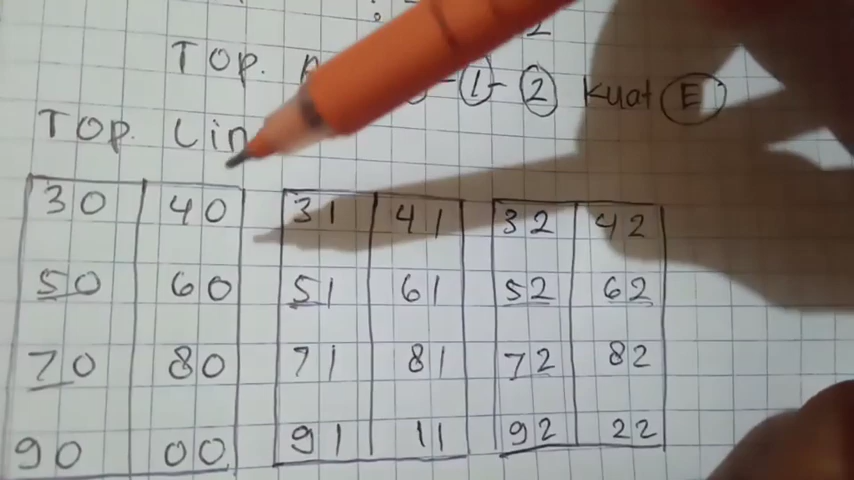 : 2
Top.
1 - 2 Kuat E
Top. Lin
30 40 31 41 32 42
50 60 51 61 52 62
70 80 71 81 72 82
90 00 91 11 92 22